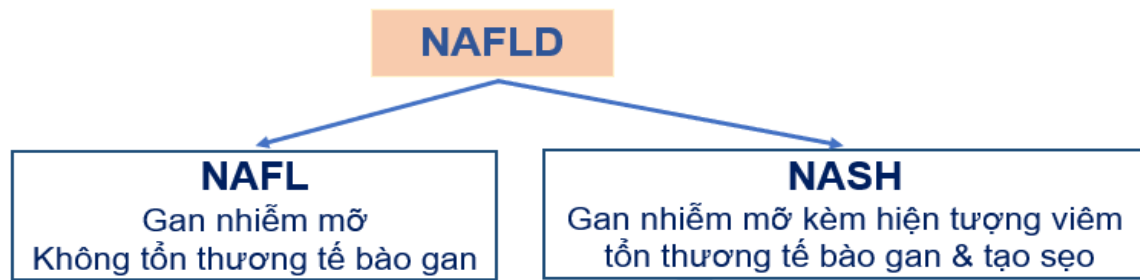 NAFLD
NAFL
Gan nhiễm mỡ
Không tổn thương tế bào gan
NASH
Gan nhiễm mỡ kèm hiện tượng viêm
tổn thương tế bào gan & tạo sẹo